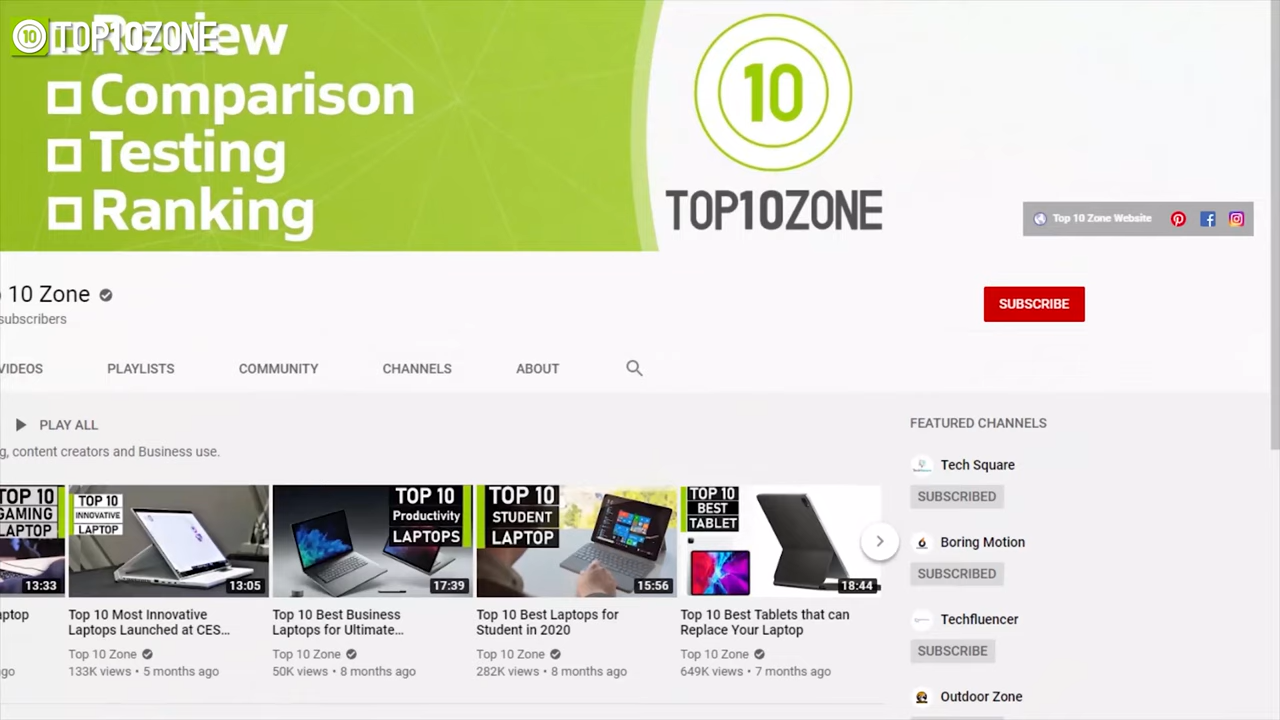 TOP10ZONE
Review
Comparison
Testing
Ranking
10
TOP10ZONE
Top 10 Zone Website
10 Zone
subscribers
SUBSCRIBE
VIDEOS
PLAYLISTS
COMMUNITY
CHANNELS
ABOUT
PLAY ALL
g, content creators and Business use.
FEATURED CHANNELS
Tech Square
SUBSCRIBED
Boring Motion
SUBSCRIBED
Techfluencer
SUBSCRIBE
Outdoor Zone
TOP 10
GAMING
LAPTOP
13:33
ptop
go
TOP 10
INNOVATIVE
LAPTOP
13:05
Top 10 Most Innovative
Laptops Launched at CES...
Top 10 Zone
133K views • 5 months ago
TOP 10
Productivity
LAPTOPS
17:39
Top 10 Best Business
Laptops for Ultimate...
Top 10 Zone
50K views • 8 months ago
TOP 10
STUDENT
LAPTOP
15:56
Top 10 Best Laptops for
Student in 2020
Top 10 Zone
282K views • 8 months ago
TOP 10
BEST
TABLET
18:44
Top 10 Best Tablets that can
Replace Your Laptop
Top 10 Zone
649K views • 7 months ago